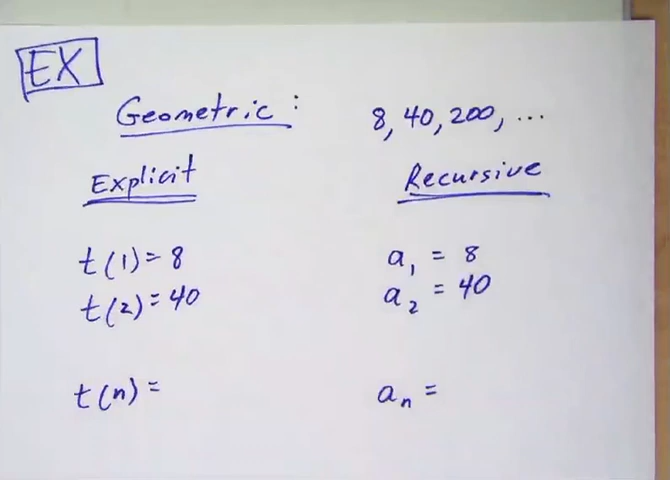 EX
Geometric: 8, 40, 200, ...
Explicit Recursive
t(1)=8 a₁ = 8
t(2)=40 a₂ = 40
t(n)= aₙ =